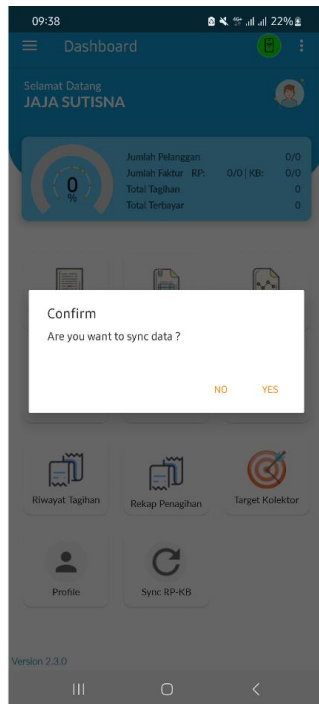 09:38
22%
Dashboard
Selamat Datang
JAJA SUTISNA
Jumlah Pelanggan 0/0
Jumlah Faktur RP: 0/0 | KB: 0/0
Total Tagihan 0
Total Terbayar 0
0
%
Confirm
Are you want to sync data ?
NO YES
Riwayat Tagihan
Rekap Penagihan
Target Kolektor
Profile
Sync RP-KB
Version 2.3.0